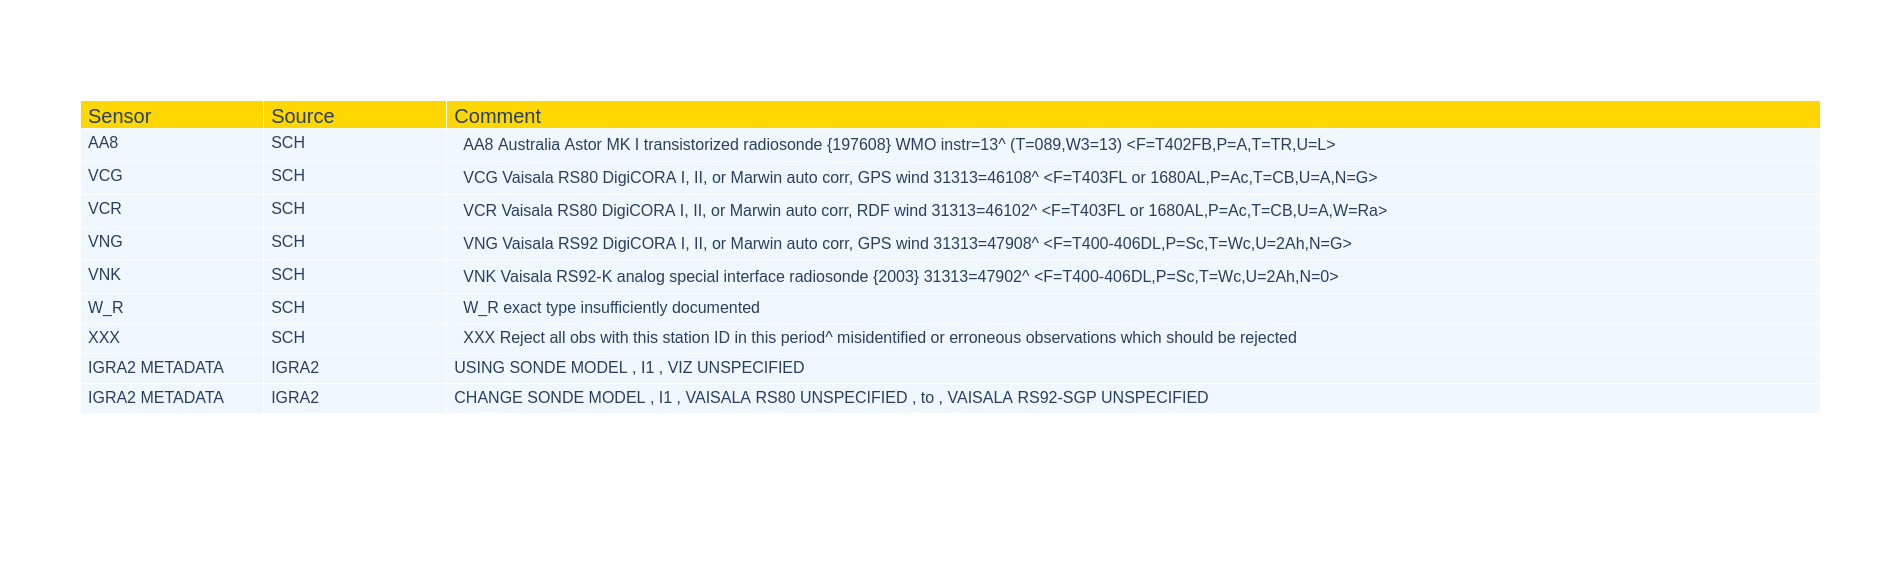 Sensor Source Comment
AA8 SCH AA8 Australia Astor MK I transistorized radiosonde {197608} WMO instr=13^ (T=089,W3=13) <F=T402FB,P=A,T=TR,U=L>
VCG SCH VCG Vaisala RS80 DigiCORA I, II, or Marwin auto corr, GPS wind 31313=46108^ <F=T403FL or 1680AL,P=Ac,T=CB,U=A,N=G>
VCR SCH VCR Vaisala RS80 DigiCORA I, II, or Marwin auto corr, RDF wind 31313=46102^ <F=T403FL or 1680AL,P=Ac,T=CB,U=A,W=Ra>
VNG SCH VNG Vaisala RS92 DigiCORA I, II, or Marwin auto corr, GPS wind 31313=47908^ <F=T400-406DL,P=Sc,T=Wc,U=2Ah,N=G>
VNK SCH VNK Vaisala RS92-K analog special interface radiosonde {2003} 31313=47902^ <F=T400-406DL,P=Sc,T=Wc,U=2Ah,N=0>
W_R SCH W_R exact type insufficiently documented
XXX SCH XXX Reject all obs with this station ID in this period^ misidentified or erroneous observations which should be rejected
IGRA2 METADATA IGRA2 USING SONDE MODEL , I1 , VIZ UNSPECIFIED
IGRA2 METADATA IGRA2 CHANGE SONDE MODEL , I1 , VAISALA RS80 UNSPECIFIED , to , VAISALA RS92-SGP UNSPECIFIED